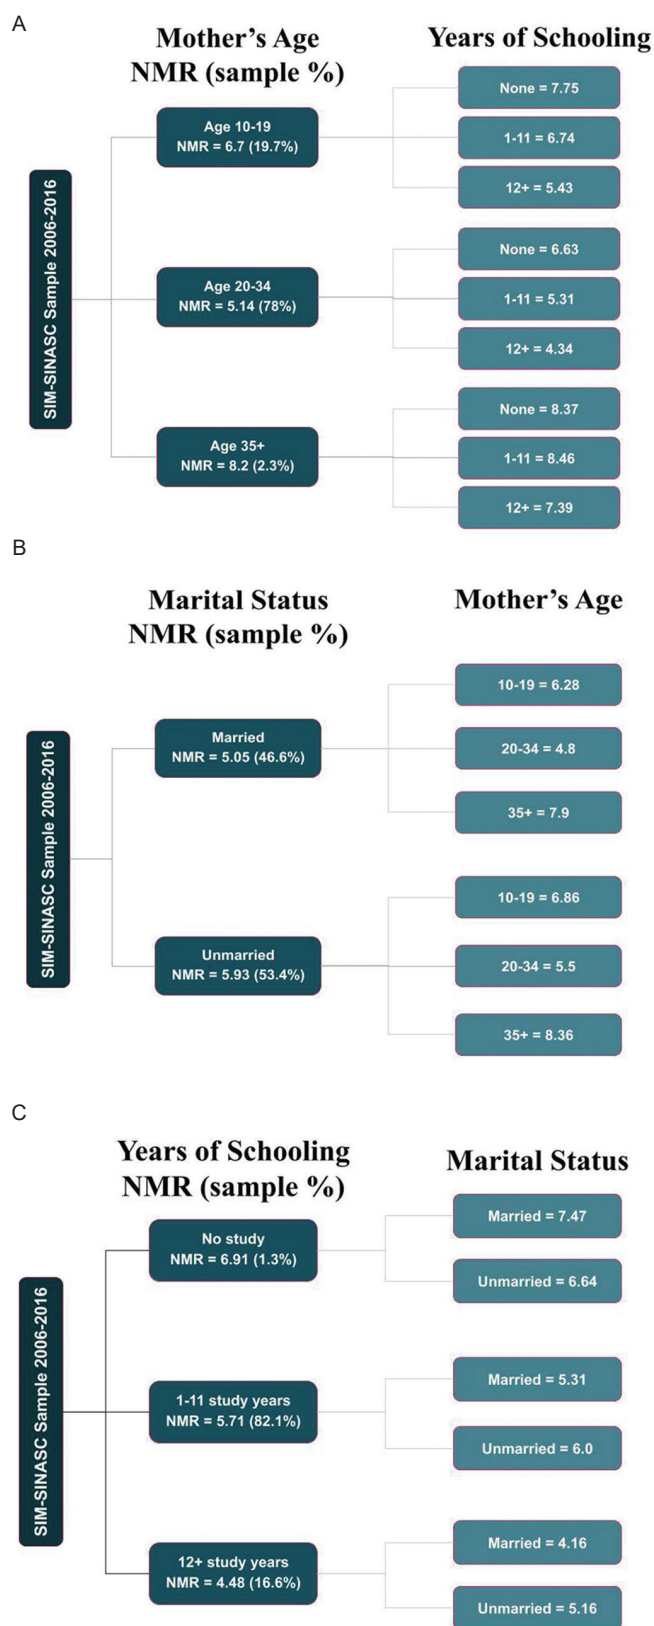 A
Mother's Age
NMR (sample %)
Years of Schooling
SIM-SINASC Sample 2006-2016
Age 10-19
NMR = 6.7 (19.7%)
None = 7.75
1-11 = 6.74
12+ = 5.43
Age 20-34
NMR = 5.14 (78%)
None = 6.63
1-11 = 5.31
12+ = 4.34
Age 35+
NMR = 8.2 (2.3%)
None = 8.37
1-11 = 8.46
12+ = 7.39
B
Marital Status
NMR (sample %)
Mother's Age
SIM-SINASC Sample 2006-2016
Married
NMR = 5.05 (46.6%)
10-19 = 6.28
20-34 = 4.8
35+ = 7.9
Unmarried
NMR = 5.93 (53.4%)
10-19 = 6.86
20-34 = 5.5
35+ = 8.36
C
Years of Schooling
NMR (sample %)
Marital Status
SIM-SINASC Sample 2006-2016
No study
NMR = 6.91 (1.3%)
Married = 7.47
Unmarried = 6.64
1-11 study years
NMR = 5.71 (82.1%)
Married = 5.31
Unmarried = 6.0
12+ study years
NMR = 4.48 (16.6%)
Married = 4.16
Unmarried = 5.16